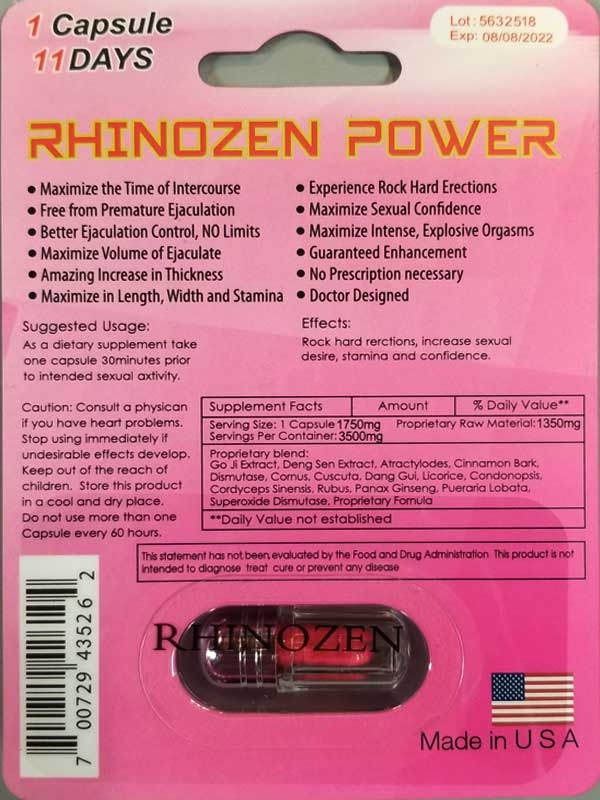 1 Capsule
11 DAYS
Lot: 5632518
Exp: 08/08/2022
RHINOZEN POWER
• Maximize the Time of Intercourse
• Free from Premature Ejaculation
• Better Ejaculation Control, NO Limits
• Maximize Volume of Ejaculate
• Amazing Increase in Thickness
• Maximize in Length, Width and Stamina
• Experience Rock Hard Erections
• Maximize Sexual Confidence
• Maximize Intense, Explosive Orgasms
• Guaranteed Enhancement
• No Prescription necessary
• Doctor Designed
Suggested Usage:
As a dietary supplement take
one capsule 30minutes prior
to intended sexual axtivity.
Effects:
Rock hard rerctions, increase sexual
desire, stamina and confidence.
Caution: Consult a physican
if you have heart problems.
Stop using immediately if
undesirable effects develop.
Keep out of the reach of
children. Store this product
in a cool and dry place.
Do not use more than one
Capsule every 60 hours.
Supplement Facts Amount % Daily Value**
Serving Size: 1 Capsule 1750mg Proprietary Raw Material: 1350mg
Servings Per Container: 3500mg
Proprietary blend:
Go Ji Extract, Deng Sen Extract, Atractylodes, Cinnamon Bark,
Dismutase, Cornus, Cuscuta, Dang Gui, Licorice, Condonopsis,
Cordyceps Sinensis, Rubus, Panax Ginseng, Pueraria Lobata,
Superoxide Dismutase, Proprietary Fornula
**Daily Value not established
This statement has not been evaluated by the Food and Drug Administration This product is not
intended to diagnose treat cure or prevent any disease
RHINOZEN
7 00729 43526 2
Made in U S A